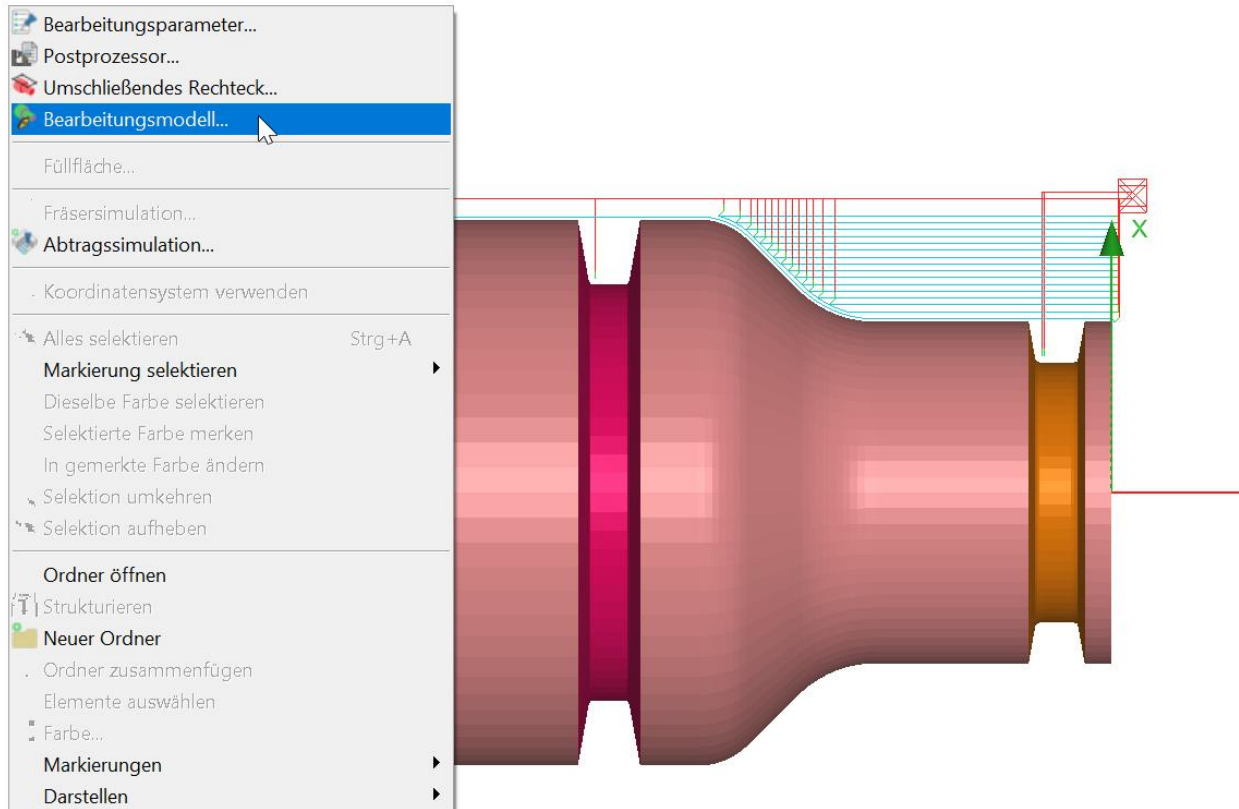 Bearbeitungsparameter...
Postprozessor...
Umschließendes Rechteck...
Bearbeitungsmodell...
Füllfläche...
Fräsersimulation...
Abtragssimulation...
Koordinatensystem verwenden
Alles selektieren Strg+A
Markierung selektieren
Dieselbe Farbe selektieren
Selektierte Farbe merken
In gemerkte Farbe ändern
Selektion umkehren
Selektion aufheben
Ordner öffnen
Strukturieren
Neuer Ordner
Ordner zusammenfügen
Elemente auswählen
Farbe...
Markierungen
Darstellen
X